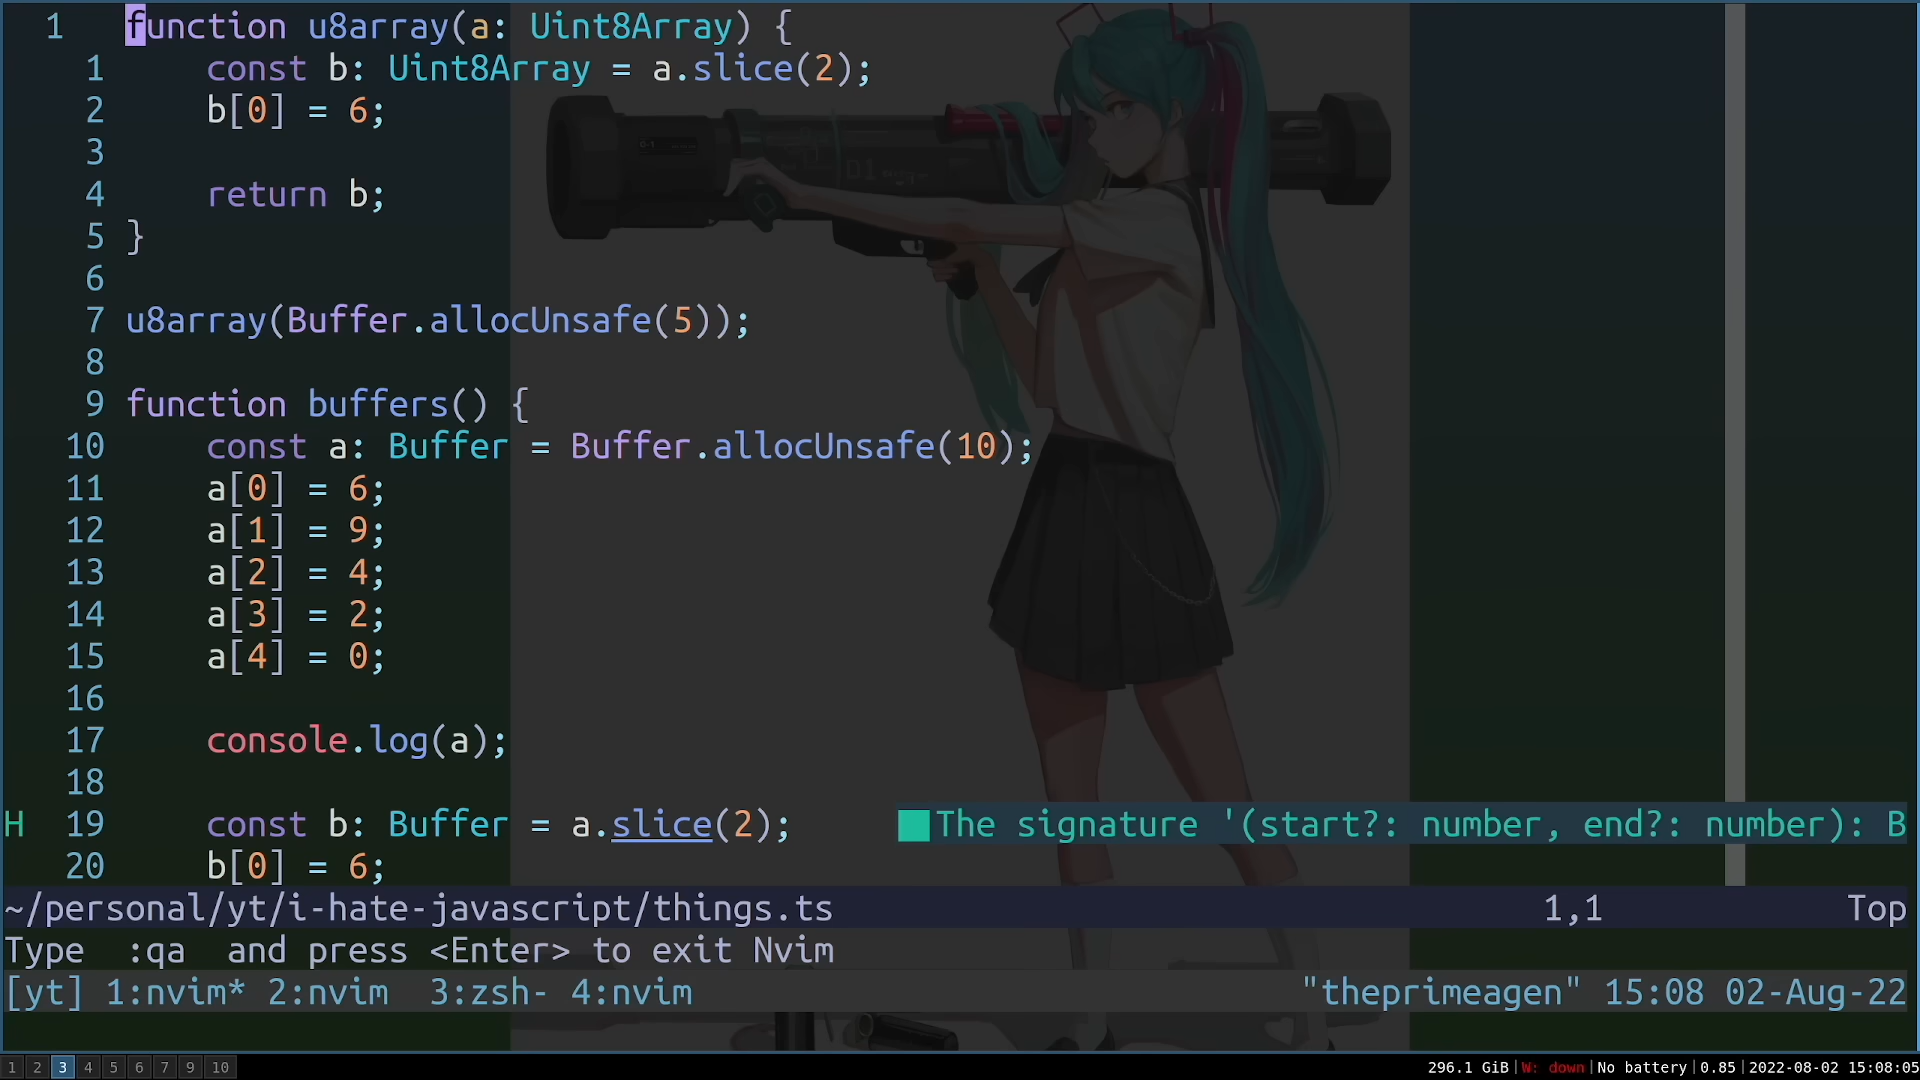 1 function u8array(a: Uint8Array) {
1 const b: Uint8Array = a.slice(2);
2 b[0] = 6;
3
4 return b;
5 }
6
7 u8array(Buffer.allocUnsafe(5));
8
9 function buffers() {
10 const a: Buffer = Buffer.allocUnsafe(10);
11 a[0] = 6;
12 a[1] = 9;
13 a[2] = 4;
14 a[3] = 2;
15 a[4] = 0;
16
17 console.log(a);
18
H 19 const b: Buffer = a.slice(2); The signature '(start?: number, end?: number): B
20 b[0] = 6;
~/personal/yt/i-hate-javascript/things.ts 1,1 Top
Type :qa and press <Enter> to exit Nvim
[yt] 1:nvim* 2:nvim 3:zsh- 4:nvim "theprimeagen" 15:08 02-Aug-22
1 2 3 4 5 6 7 9 10 296.1 GiB|W: down|No battery|0.85|2022-08-02 15:08:05